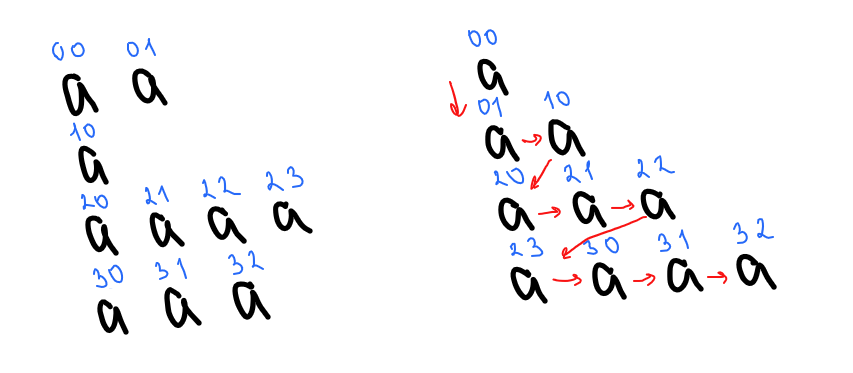 00 01
a a
10
a
20 21 22 23
a a a a
30 31 32
a a a
00
a
01 10
a a
20 21 22
a a a
23 30 31 32
a a a a